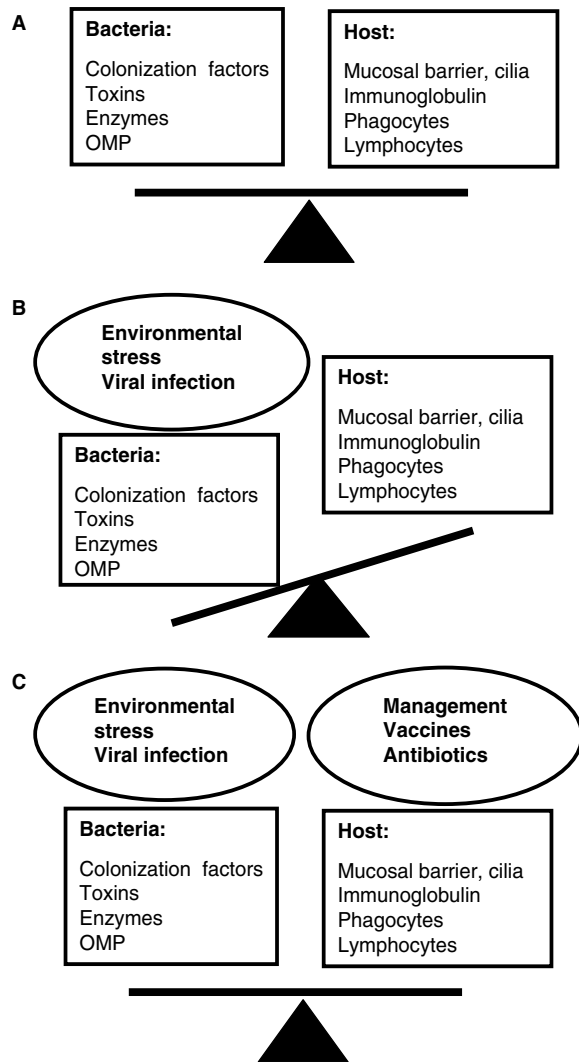 A
Bacteria:
Colonization factors
Toxins
Enzymes
OMP
Host:
Mucosal barrier, cilia
Immunoglobulin
Phagocytes
Lymphocytes
B
Environmental
stress
Viral infection
Bacteria:
Colonization factors
Toxins
Enzymes
OMP
Host:
Mucosal barrier, cilia
Immunoglobulin
Phagocytes
Lymphocytes
C
Environmental
stress
Viral infection
Management
Vaccines
Antibiotics
Bacteria:
Colonization factors
Toxins
Enzymes
OMP
Host:
Mucosal barrier, cilia
Immunoglobulin
Phagocytes
Lymphocytes